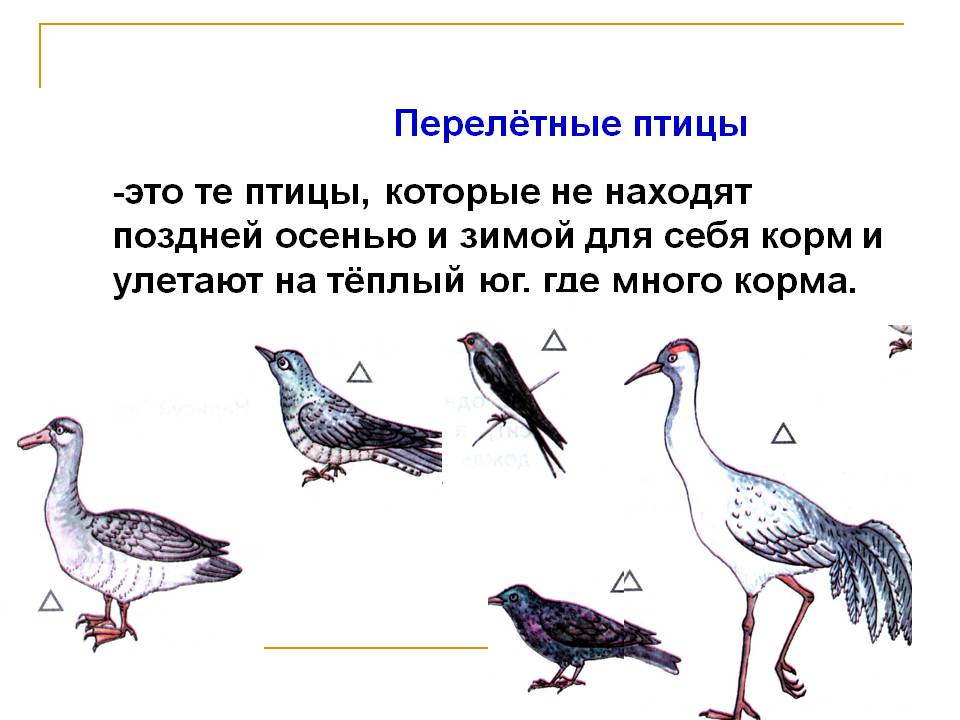 Перелётные птицы
-это те птицы, которые не находят
поздней осенью и зимой для себя корм и
улетают на тёплый юг, где много корма.